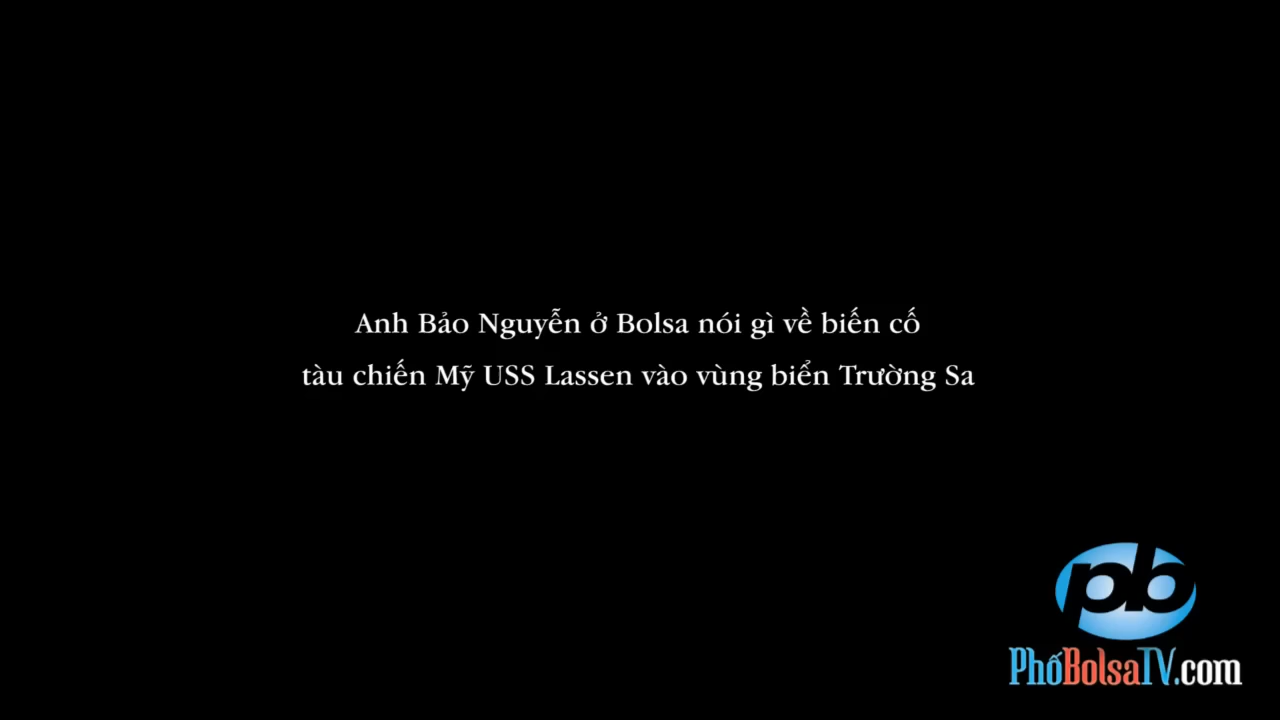 Anh Bảo Nguyễn ở Bolsa nói gì về biến cố
tàu chiến Mỹ USS Lassen vào vùng biển Trường Sa
pb
PhốBolsaTV.com